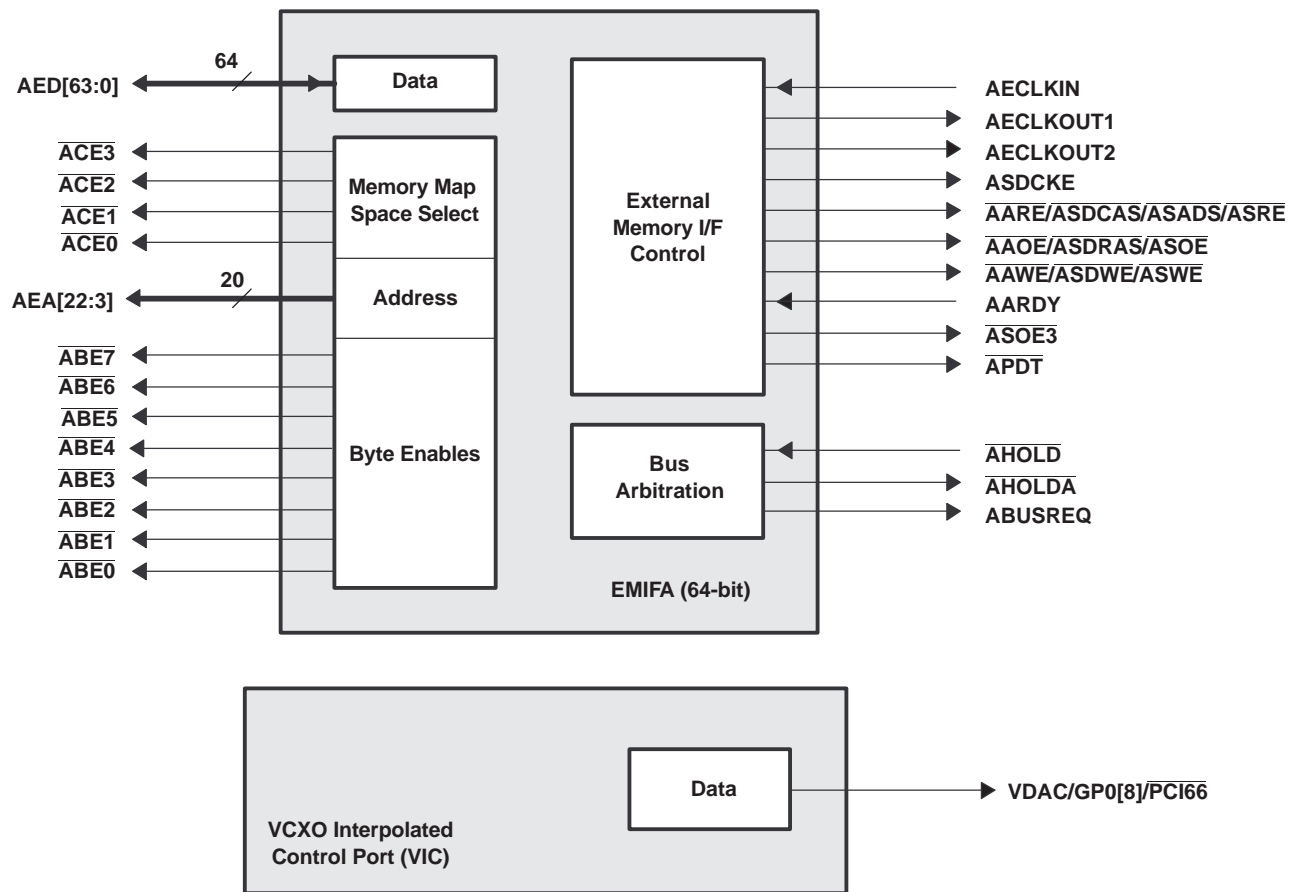 64
AED[63:0]
Data
ACE3
ACE2
ACE1
ACE0
Memory Map
Space Select
20
AEA[22:3]
Address
ABE7
ABE6
ABE5
ABE4
ABE3
ABE2
ABE1
ABE0
Byte Enables
External
Memory I/F
Control
AECLKIN
AECLKOUT1
AECLKOUT2
ASDCKE
AARE/ASDCAS/ASADS/ASRE
AAOE/ASDRAS/ASOE
AAWE/ASDWE/ASWE
AARDY
ASOE3
APDT
Bus
Arbitration
AHOLD
AHOLDA
ABUSREQ
EMIFA (64-bit)
Data
VDAC/GP0[8]/PCI66
VCXO Interpolated
Control Port (VIC)